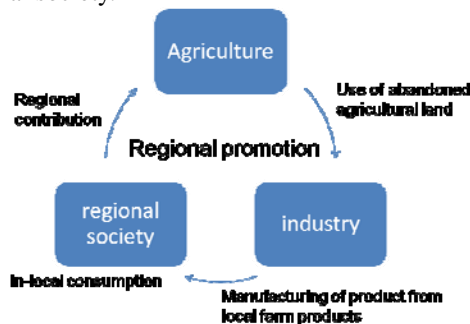 Agriculture
Regional
contribution
Use of abandoned
agricultural land
Regional promotion
regional
society
industry
In-local consumption
Manufacturing of product from
local farm products